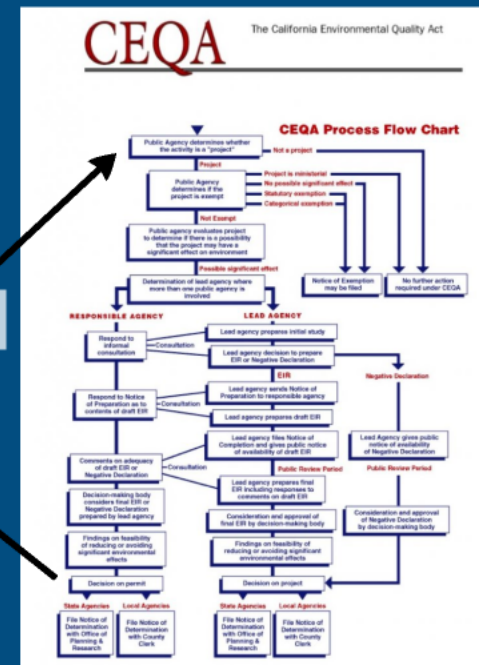 CEQA
The California Environmental Quality Act
CEQA Process Flow Chart
Public Agency determines whether
the activity is a "project"
Not a project
Project
Public Agency
determines if the
project is exempt
Project is ministerial
No possible significant effect
Statutory exemption
Categorical exemption
Not Exempt
Public agency evaluates project
to determine if there is a possibility
that the project may have a
significant effect on environment
Possible significant effect
Notice of Exemption
may be filed
No further action
required under CEQA
Determination of lead agency where
more than one public agency is
involved
RESPONSIBLE AGENCY
LEAD AGENCY
Respond to
informal
consultation
Consultation
Lead agency prepares initial study
Lead agency decision to prepare
EIR or Negative Declaration
EIR
Negative Declaration
Respond to Notice
of Preparation as to
contents of draft EIR
Consultation
Lead agency sends Notice of
Preparation to responsible agency
Lead agency prepares draft EIR
Lead agency files Notice of
Completion and gives public notice
of availability of draft EIR
Lead Agency gives public
notice of availability
of Negative Declaration
Comments on adequacy
of draft EIR or
Negative Declaration
Consultation
Public Review Period
Public Review Period
Lead agency prepares final
EIR including responses to
comments on draft EIR
Decision-making body
considers final EIR or
Negative Declaration
prepared by lead agency
Consideration and approval of
final EIR by decision-making body
Consideration and approval
of Negative Declaration
by decision-making body
Findings on feasibility
of reducing or avoiding
significant environmental
effects
Findings on feasibility of
reducing or avoiding significant
environmental effects
Decision on permit
Decision on project
State Agencies
Local Agencies
State Agencies
Local Agencies
File Notice of
Determination
with Office of
Planning &
Research
File Notice of
Determination
with County
Clerk
File Notice of
Determination
with Office of
Planning &
Research
File Notice of
Determination
with County
Clerk